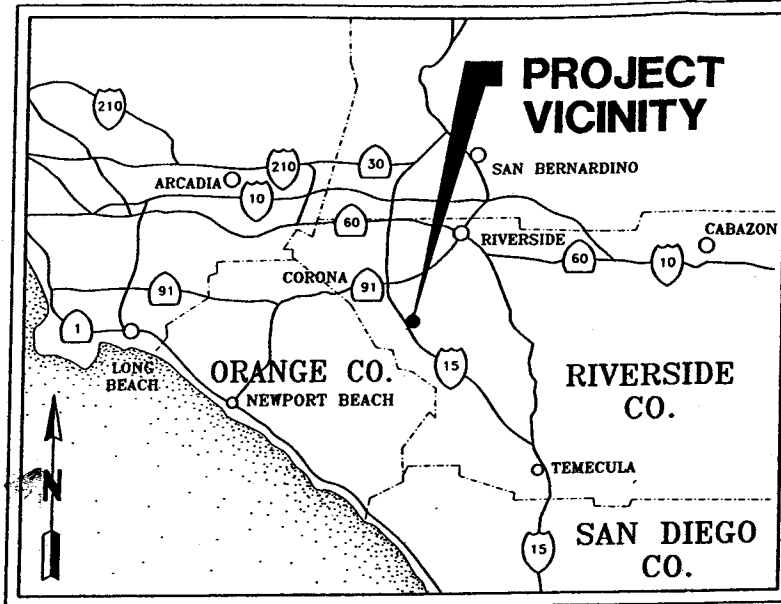 PROJECT
VICINITY
210
210
30
SAN BERNARDINO
ARCADIA
10
60
RIVERSIDE
CABAZON
CORONA
91
91
60
10
1
LONG
BEACH
ORANGE CO.
NEWPORT BEACH
15
RIVERSIDE
CO.
N
TEMECULA
SAN DIEGO
CO.
15